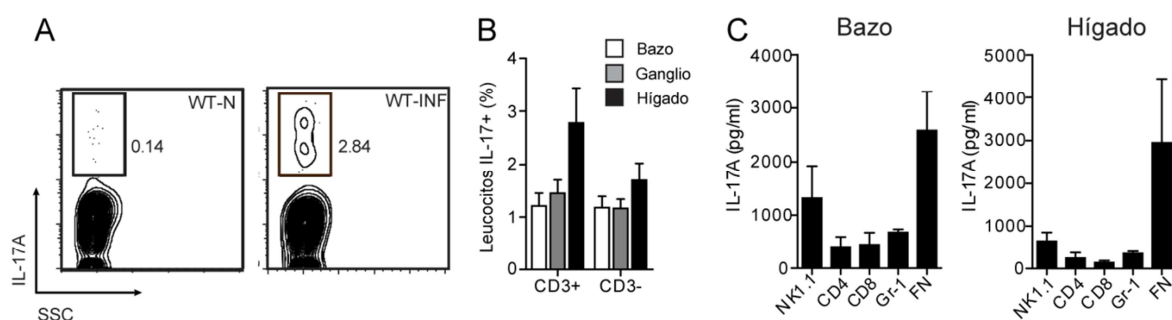 A
WT-N
0.14
WT-INF
2.84
IL-17A
SSC
B
Bazo
Ganglio
Hígado
Leucocitos IL-17+ (%)
4
3
2
1
0
CD3+ CD3-
C
Bazo
IL-17A (pg/ml)
4000
3000
2000
1000
0
NK1.1 CD4 CD8 Gr-1 FN
Hígado
IL-17A (pg/ml)
5000
4000
3000
2000
1000
0
NK1.1 CD4 CD8 Gr-1 FN